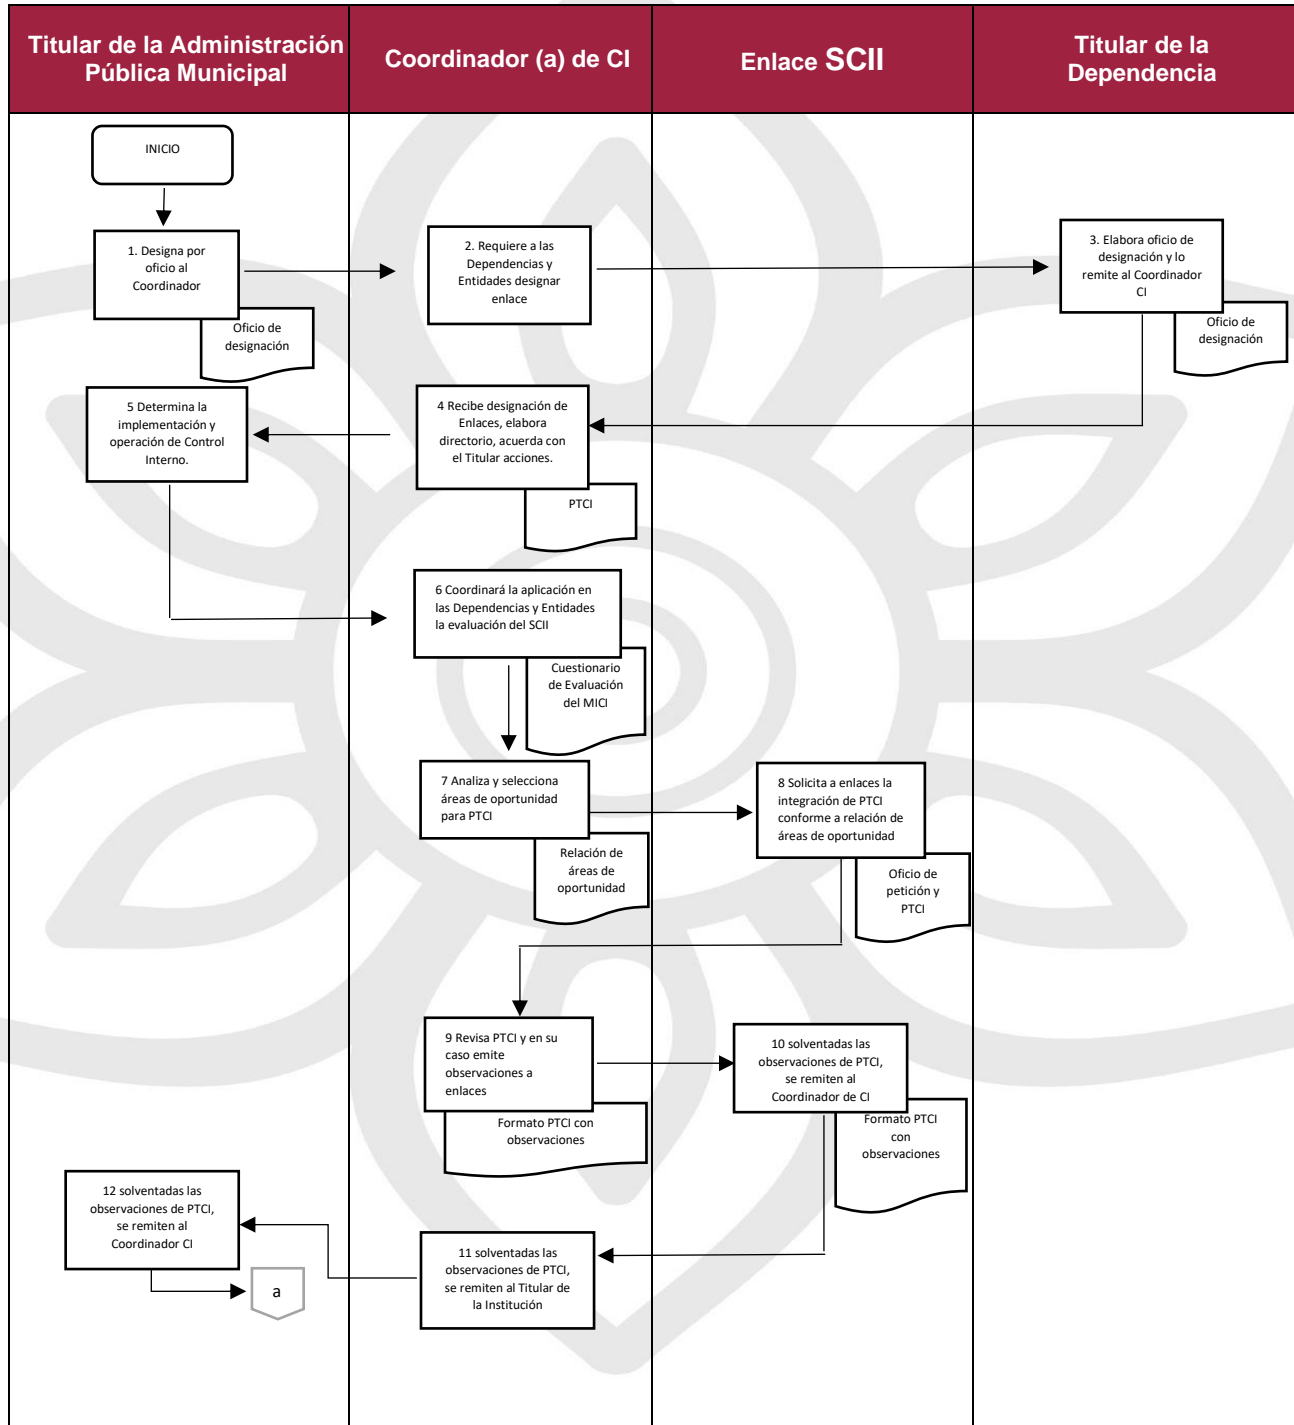 Titular de la Administración
Pública Municipal
Coordinador (a) de CI
Enlace SCII
Titular de la
Dependencia
INICIO
1. Designa por
oficio al
Coordinador
Oficio de
designación
2. Requiere a las
Dependencias y
Entidades designar
enlace
3. Elabora oficio de
designación y lo
remite al Coordinador
CI
Oficio de
designación
5 Determina la
implementación y
operación de Control
Interno.
4 Recibe designación de
Enlaces, elabora
directorio, acuerda con
el Titular acciones.
PTCI
6 Coordinará la aplicación en
las Dependencias y Entidades
la evaluación del SCII
Cuestionario
de Evaluación
del MICI
7 Analiza y selecciona
áreas de oportunidad
para PTCI
Relación de
áreas de
oportunidad
8 Solicita a enlaces la
integración de PTCI
conforme a relación de
áreas de oportunidad
Oficio de
petición y
PTCI
9 Revisa PTCI y en su
caso emite
observaciones a
enlaces
Formato PTCI con
observaciones
10 solventadas las
observaciones de PTCI,
se remiten al
Coordinador de CI
Formato PTCI
con
observaciones
12 solventadas las
observaciones de PTCI,
se remiten al
Coordinador CI
a
11 solventadas las
observaciones de PTCI,
se remiten al Titular de
la Institución